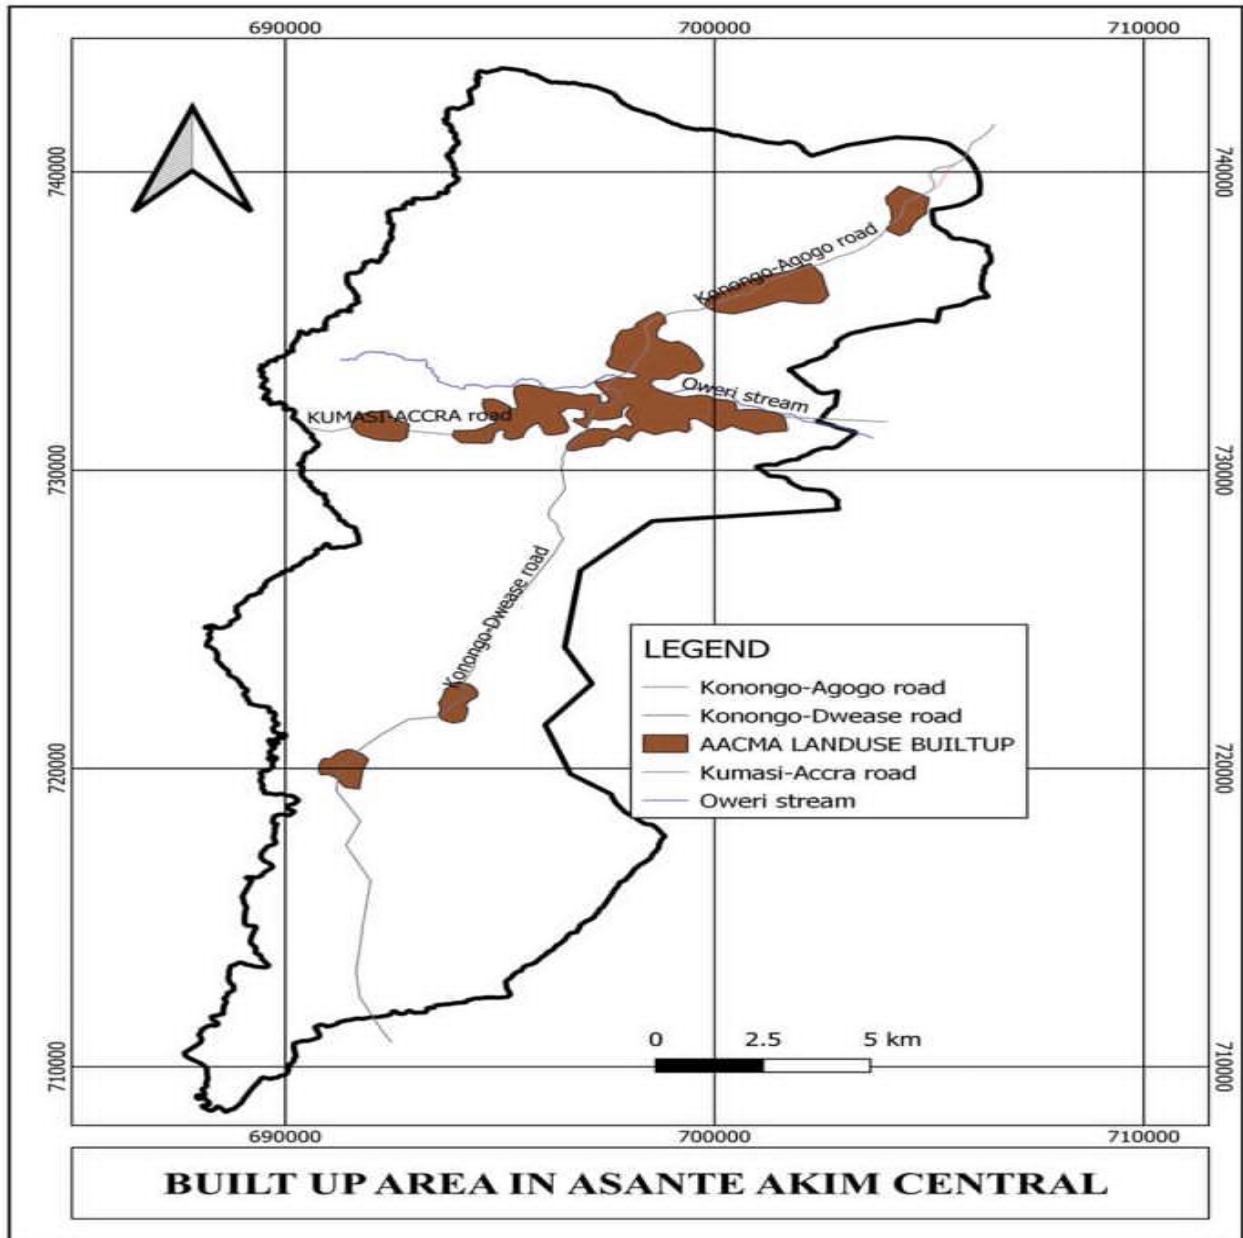 690000 700000 710000
740000 740000
Konongo-Agogo road
Oweri stream
KUMASI-ACCRA road
730000 730000
Konongo-Dwease road
LEGEND
Konongo-Agogo road
Konongo-Dwease road
AACMA LANDUSE BUILTUP
Kumasi-Accra road
Oweri stream
720000 720000
0 2.5 5 km
710000 710000
690000 700000 710000
BUILT UP AREA IN ASANTE AKIM CENTRAL